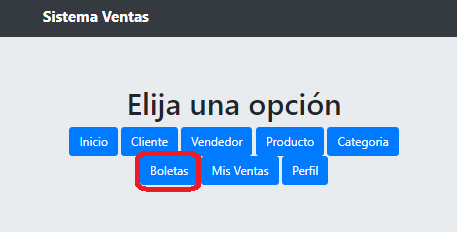 Sistema Ventas
Elija una opción
Inicio Cliente Vendedor Producto Categoria
Boletas Mis Ventas Perfil